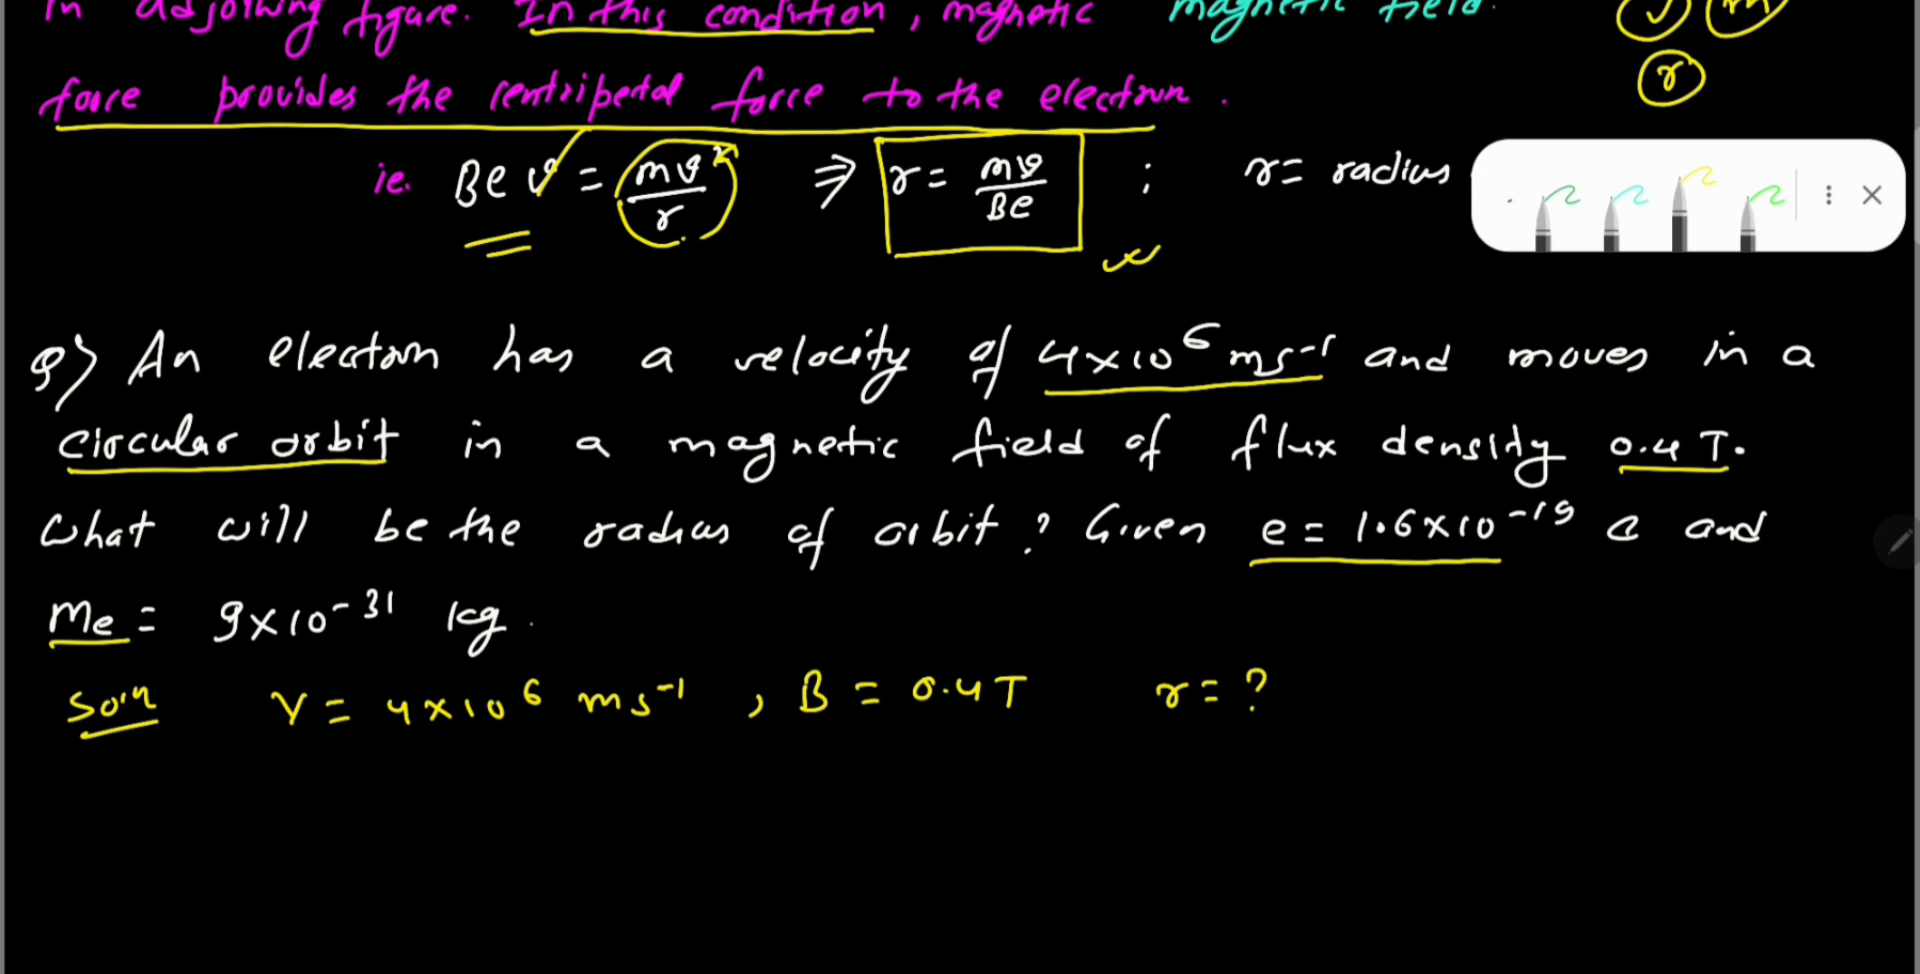 in adjoining figure. In this condition, magnetic magnetic field.
force provides the centripetal force to the electron.
r
ie. Bev = mv²/r ⇒ r = mv/Be ; r = radius
Q) An electron has a velocity of 4×10⁶ ms⁻¹ and moves in a
circular orbit in a magnetic field of flux density 0.4 T.
What will be the radius of orbit? Given e = 1.6×10⁻¹⁹ C and
Me = 9×10⁻³¹ kg.
Soln V = 4×10⁶ ms⁻¹, B = 0.4T r = ?